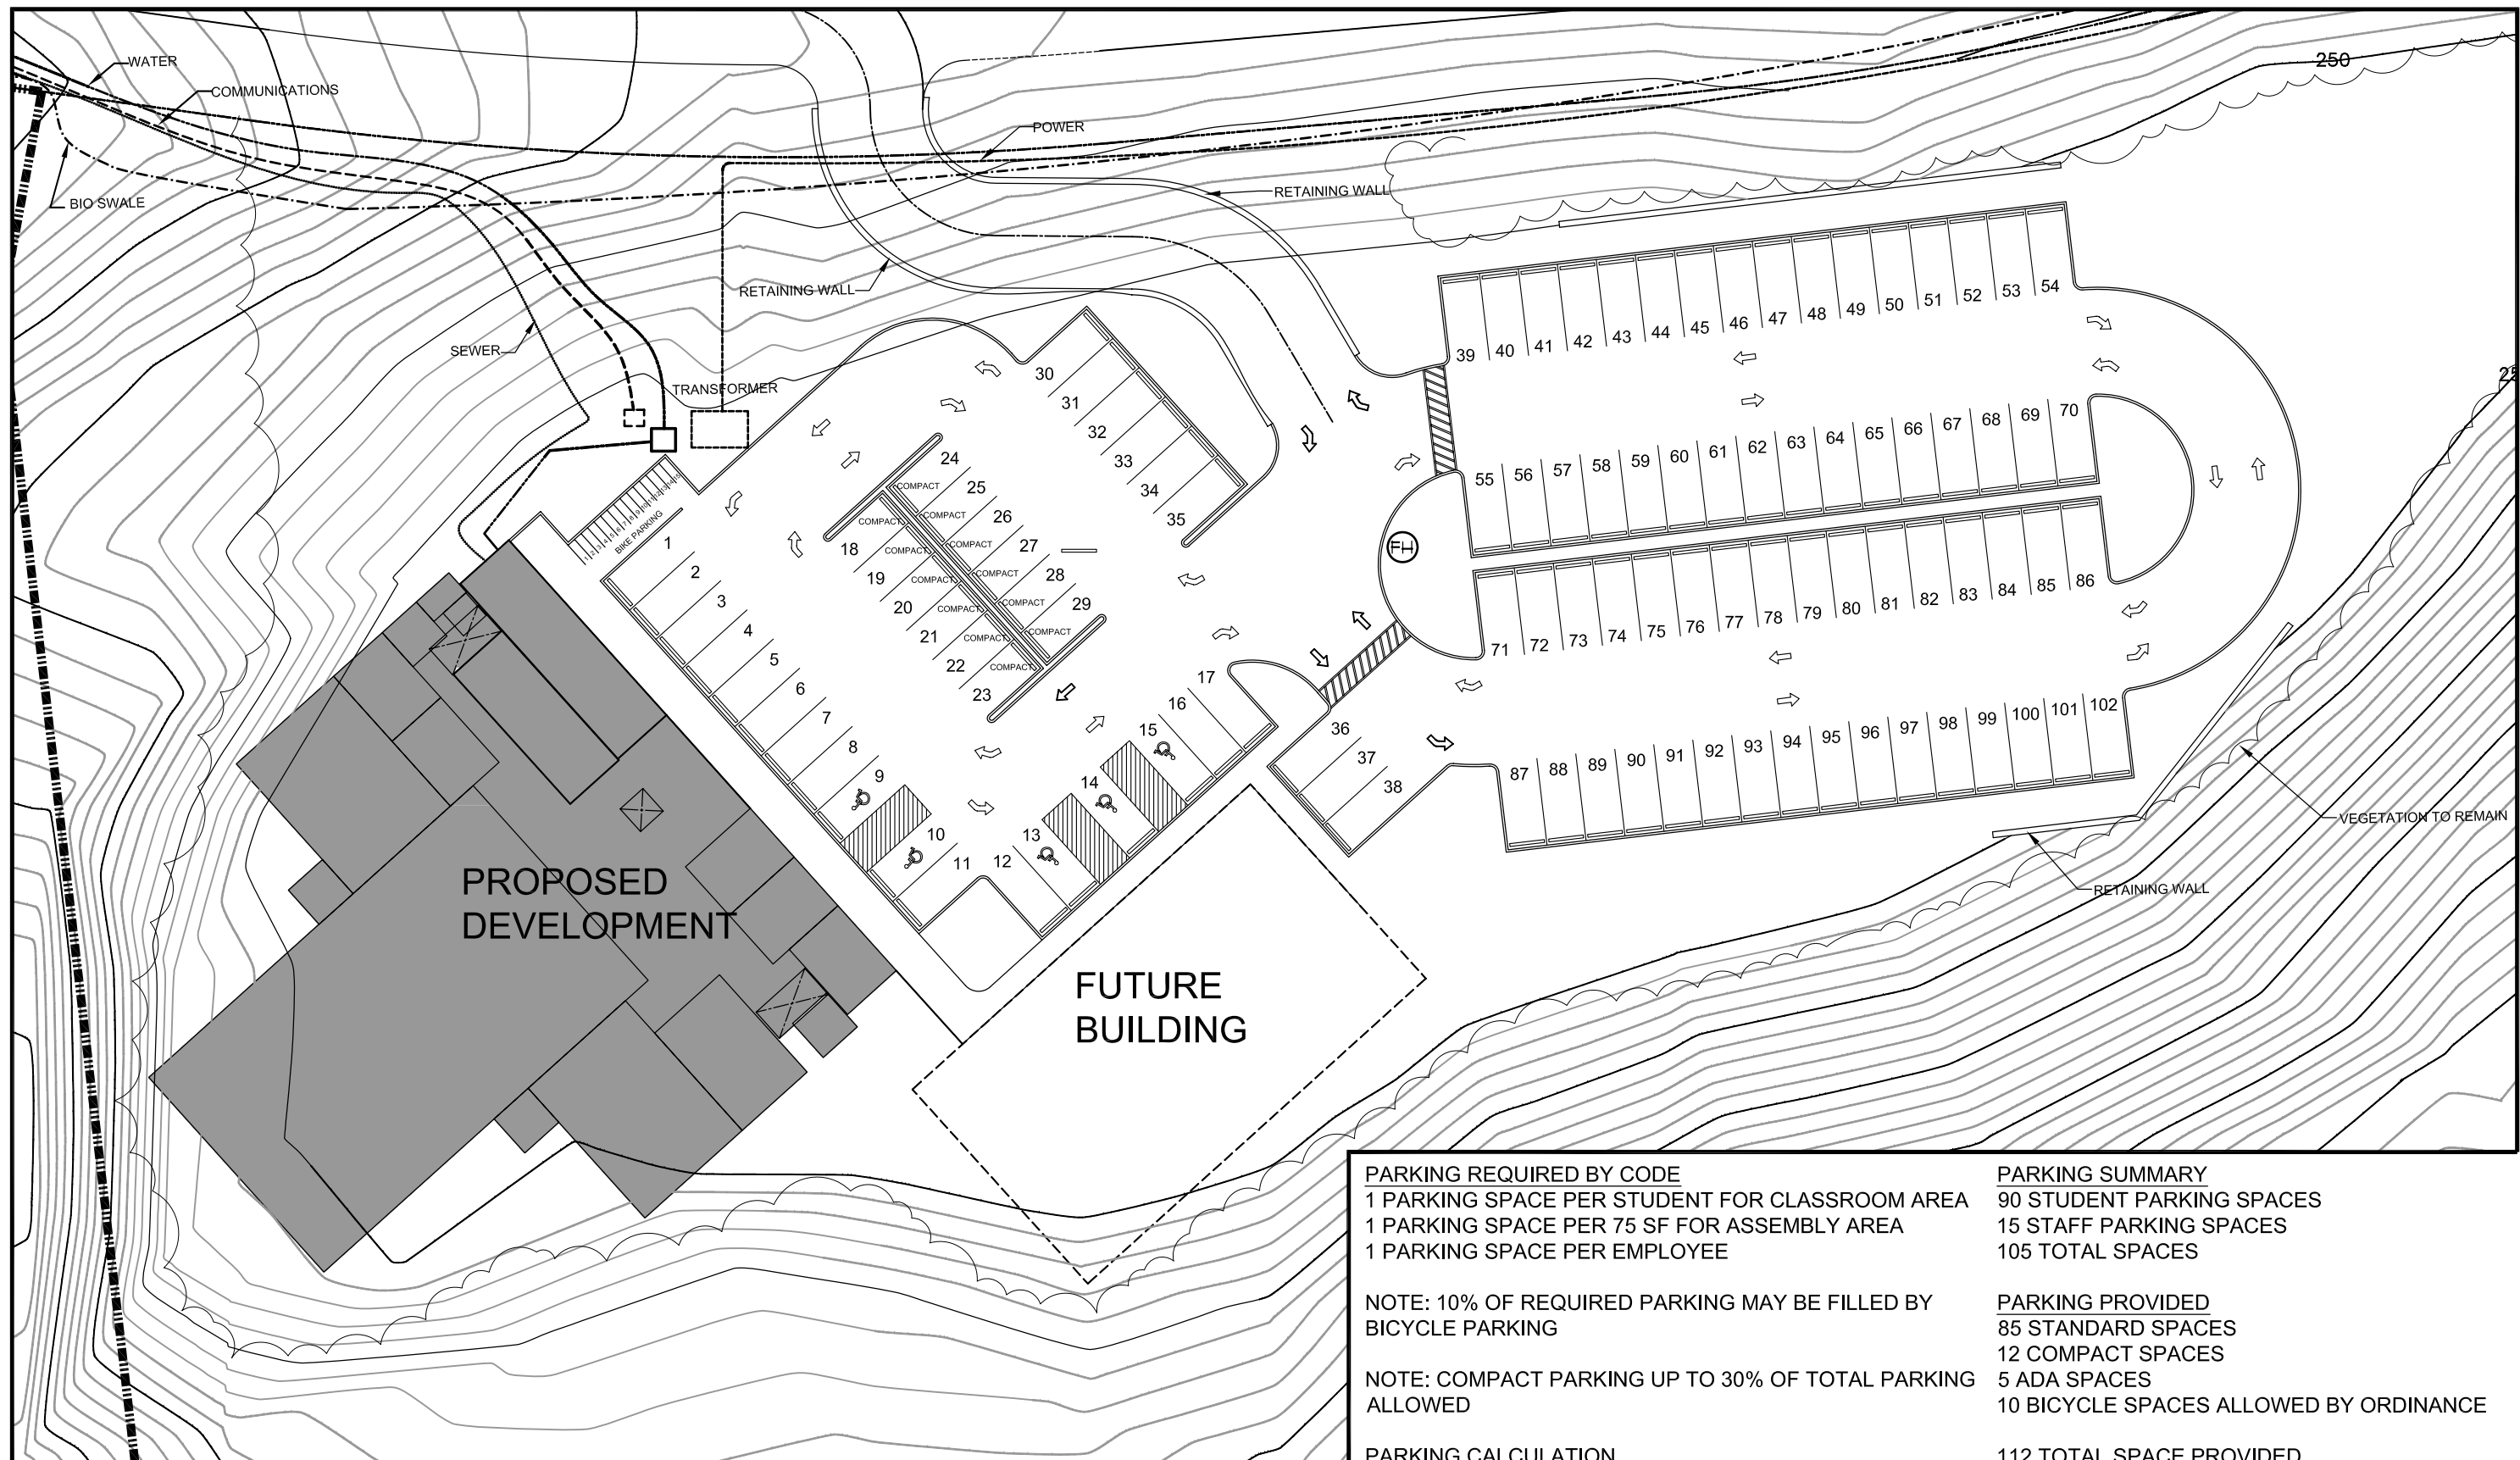 250
WATER
COMMUNICATIONS
POWER
RETAINING WALL
BIO SWALE
RETAINING WALL
SEWER
TRANSFORMER
39 40 41 42 43 44 45 46 47 48 49 50 51 52 53 54
55 56 57 58 59 60 61 62 63 64 65 66 67 68 69 70
71 72 73 74 75 76 77 78 79 80 81 82 83 84 85 86
87 88 89 90 91 92 93 94 95 96 97 98 99 100 101 102
30
31
32
33
34
35
24
25
26
27
28
29
COMPACT
COMPACT
COMPACT
COMPACT
COMPACT
COMPACT
COMPACT
COMPACT
COMPACT
COMPACT
COMPACT
COMPACT
18
19
20
21
22
23
BIKE PARKING
1
2
3
4
5
6
7
8
9
10
11
12
13
14
15
16
17
36
37
38
FH
VEGETATION TO REMAIN
RETAINING WALL
PROPOSED
DEVELOPMENT
FUTURE
BUILDING
PARKING REQUIRED BY CODE
1 PARKING SPACE PER STUDENT FOR CLASSROOM AREA
1 PARKING SPACE PER 75 SF FOR ASSEMBLY AREA
1 PARKING SPACE PER EMPLOYEE
NOTE: 10% OF REQUIRED PARKING MAY BE FILLED BY
BICYCLE PARKING
NOTE: COMPACT PARKING UP TO 30% OF TOTAL PARKING
ALLOWED
PARKING CALCULATION
PARKING SUMMARY
90 STUDENT PARKING SPACES
15 STAFF PARKING SPACES
105 TOTAL SPACES
PARKING PROVIDED
85 STANDARD SPACES
12 COMPACT SPACES
5 ADA SPACES
10 BICYCLE SPACES ALLOWED BY ORDINANCE
112 TOTAL SPACE PROVIDED